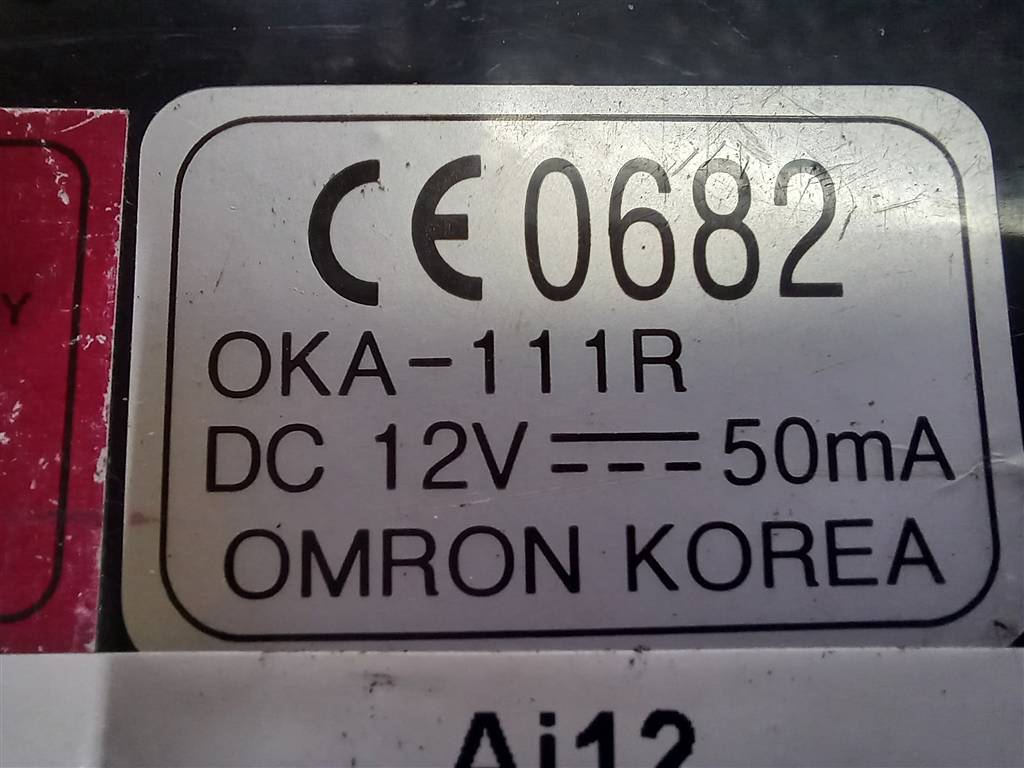 CE 0682
OKA-111R
DC 12V ⎓ 50mA
OMRON KOREA
Y
Ai12